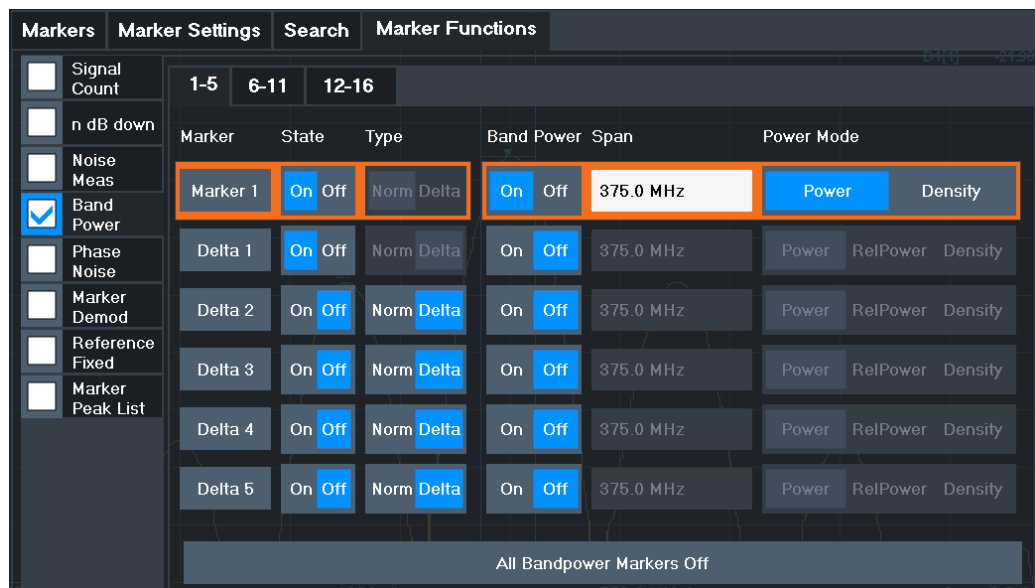 Markers Marker Settings Search Marker Functions
D1[1] -21.98
Signal
Count
n dB down
Noise
Meas
Band
Power
Phase
Noise
Marker
Demod
Reference
Fixed
Marker
Peak List
1-5 6-11 12-16
Marker State Type Band Power Span Power Mode
Marker 1 On Off Norm Delta On Off 375.0 MHz Power Density
Delta 1 On Off Norm Delta On Off 375.0 MHz Power RelPower Density
Delta 2 On Off Norm Delta On Off 375.0 MHz Power RelPower Density
Delta 3 On Off Norm Delta On Off 375.0 MHz Power RelPower Density
Delta 4 On Off Norm Delta On Off 375.0 MHz Power RelPower Density
Delta 5 On Off Norm Delta On Off 375.0 MHz Power RelPower Density
All Bandpower Markers Off